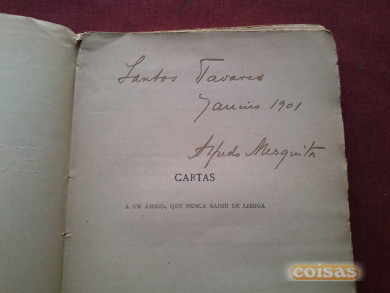 Santos Tavares
Janeiro 1901
Alfredo Mesquita
CARTAS
A UM AMIGO, QUE NUNCA SAHIU DE LISBOA
coisas